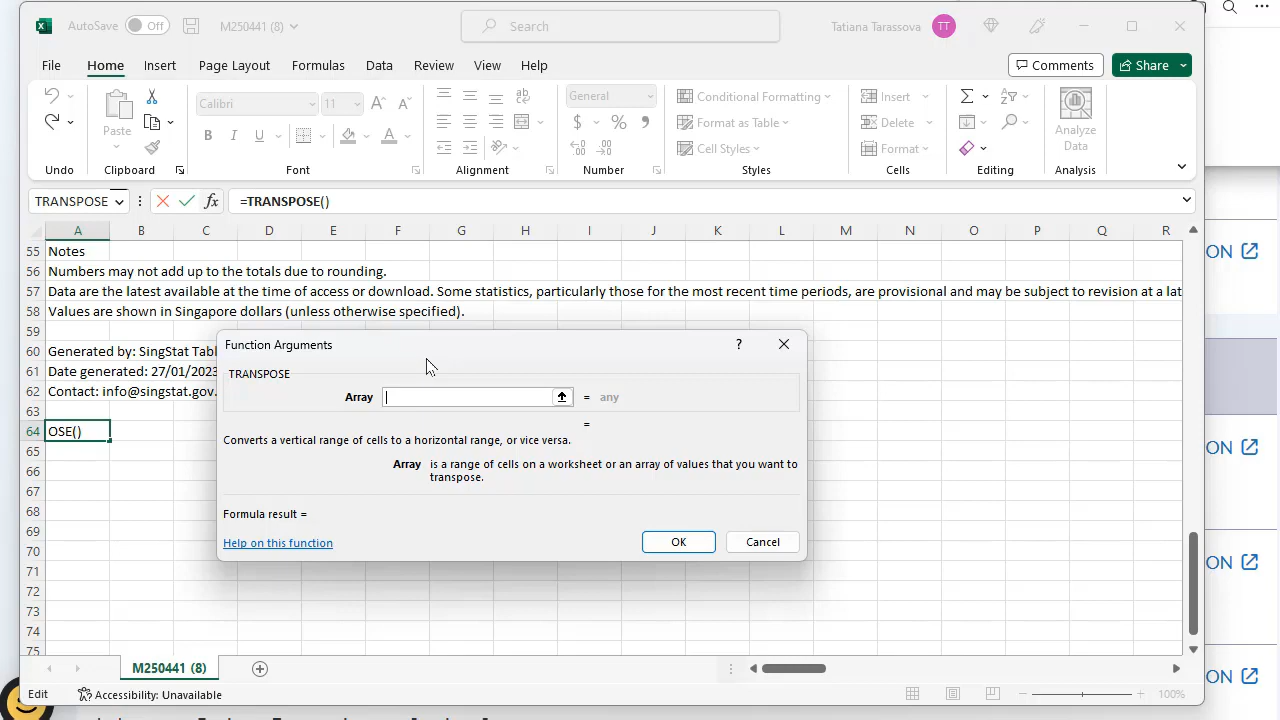 AutoSave Off M250441 (8) Search Tatiana Tarassova TT
File Home Insert Page Layout Formulas Data Review View Help Comments Share
Paste Calibri 11 General Conditional Formatting Insert
$ % Format as Table Delete Analyze
Data
Cell Styles Format
Undo Clipboard Font Alignment Number Styles Cells Editing Analysis
TRANSPOSE fx =TRANSPOSE()
A B C D E F G H I J K L M N O P Q R
55 Notes
56 Numbers may not add up to the totals due to rounding.
57 Data are the latest available at the time of access or download. Some statistics, particularly those for the most recent time periods, are provisional and may be subject to revision at a lat
58 Values are shown in Singapore dollars (unless otherwise specified).
59
60 Generated by: SingStat Tabl
61 Date generated: 27/01/2023
62 Contact: info@singstat.gov.
63
64 OSE()
65
66
67
68
69
70
71
72
73
74
75
Function Arguments ?
TRANSPOSE
Array = any
=
Converts a vertical range of cells to a horizontal range, or vice versa.
Array is a range of cells on a worksheet or an array of values that you want to
transpose.
Formula result =
Help on this function OK Cancel
M250441 (8)
Edit Accessibility: Unavailable 100%
ON
ON
ON
ON